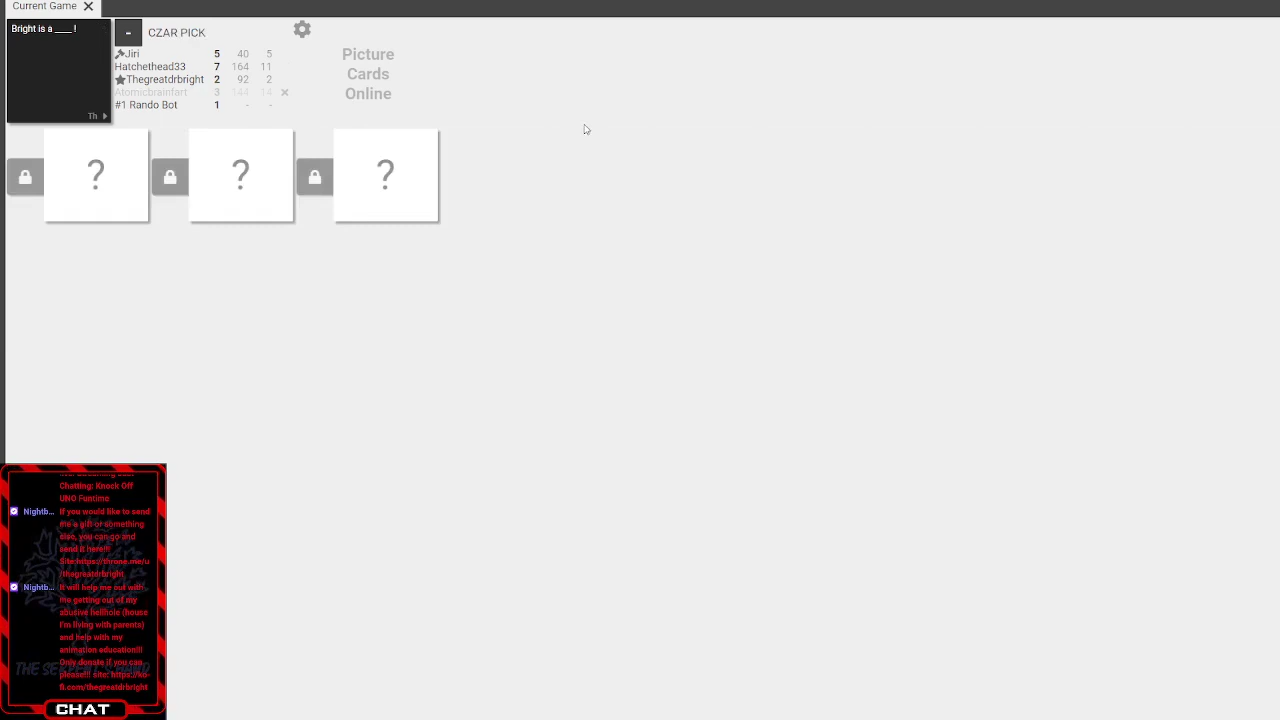 Current Game
Bright is a ____ !
Th
-
CZAR PICK
Jiri 5 40 5
Hatchethead33 7 164 11
Thegreatdrbright 2 92 2
Atomicbrainfart 3 144 14
#1 Rando Bot 1 - -
Picture
Cards
Online
? ? ?
Chatting: Knock Off
UNO Funtime
Nightb... If you would like to send
me a gift or something
else, you can go and
send it here!!!
Site:https://throne.me/u
/thegreatdrbright
Nightb... It will help me out with
me getting out of my
abusive hellhole (house
I'm living with parents)
and help with my
animation education!!!
Only donate if you can
please!!! site: https://ko-
fi.com/thegreatdrbright
THE SERPENT'S HAND
CHAT